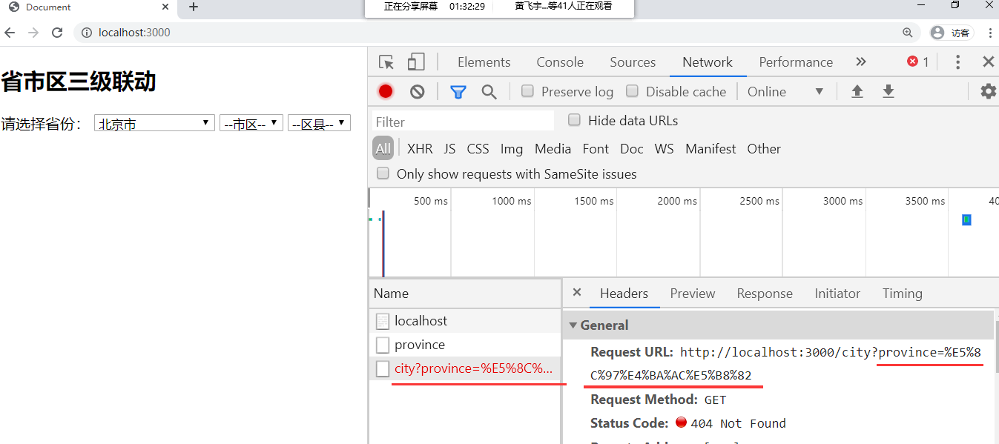 Document
正在分享屏幕 01:32:29 黄飞宇...等41人正在观看
localhost:3000
访客
省市区三级联动
请选择省份： 北京市 --市区-- --区县--
Elements Console Sources Network Performance
1
Preserve log Disable cache Online
Filter
Hide data URLs
All XHR JS CSS Img Media Font Doc WS Manifest Other
Only show requests with SameSite issues
500 ms 1000 ms 1500 ms 2000 ms 2500 ms 3000 ms 3500 ms 40
Name
localhost
province
city?province=%E5%8C%...
Headers Preview Response Initiator Timing
General
Request URL: http://localhost:3000/city?province=%E5%8
C%97%E4%BA%AC%E5%B8%82
Request Method: GET
Status Code: 404 Not Found